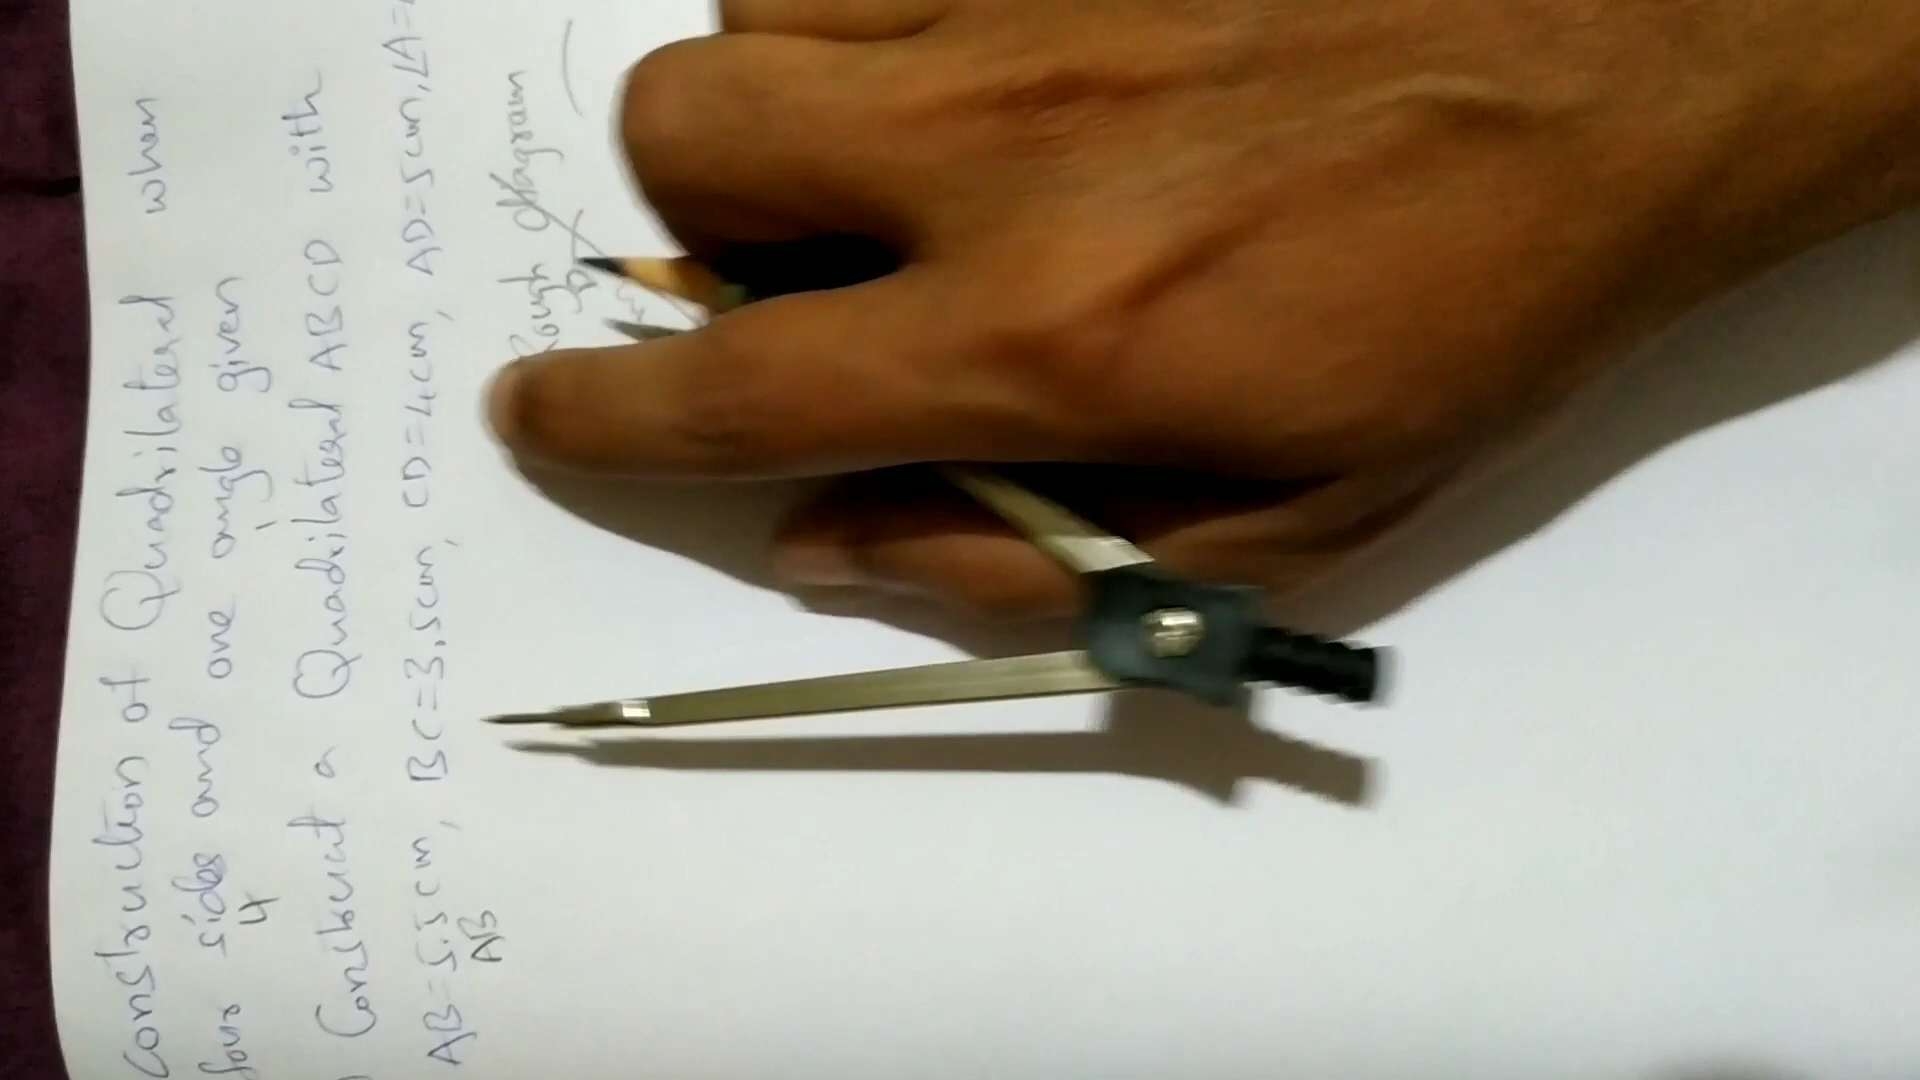 Construction of Quadrilateral when
four sides and one angle given
4 1
) Construct a Quadrilateral ABCD with
AB=5.5cm, BC=3.5cm, CD=4cm, AD=5cm, ∠A=
AB
Rough diagram
D